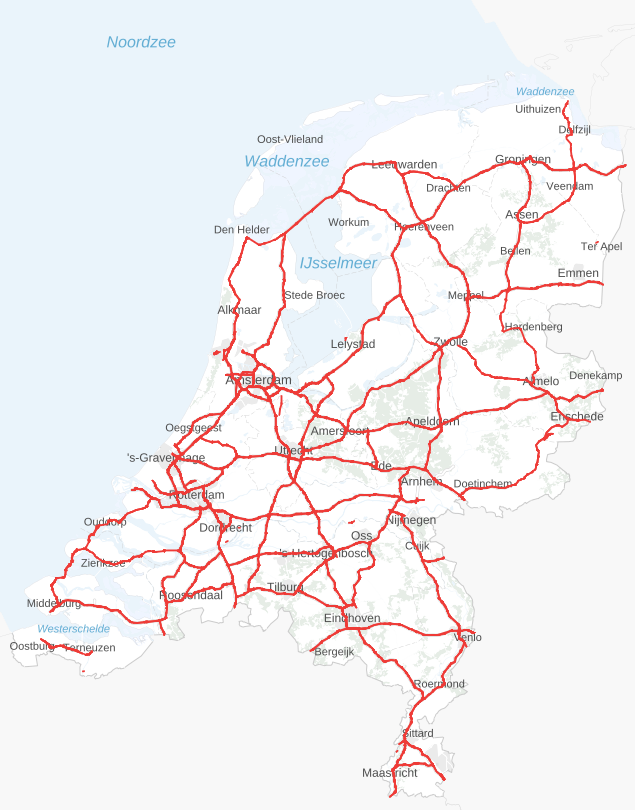 Noordzee
Waddenzee
Uithuizen
Delfzijl
Oost-Vlieland
Waddenzee
Leeuwarden
Groningen
Drachten
Veendam
Den Helder
Workum
Heerenveen
Assen
Beilen
Ter Apel
IJsselmeer
Emmen
Stede Broec
Meppel
Alkmaar
Hardenberg
Lelystad
Zwolle
Amsterdam
Almelo
Denekamp
Oegstgeest
Amersfoort
Apeldoorn
Enschede
's-Gravenhage
Utrecht
Ede
Arnhem
Doetinchem
Rotterdam
Ouddorp
Dordrecht
Nijmegen
Oss
Cuijk
Zierikzee
's-Hertogenbosch
Middelburg
Roosendaal
Tilburg
Eindhoven
Westerschelde
Oostburg
Terneuzen
Bergeijk
Venlo
Roermond
Sittard
Maastricht